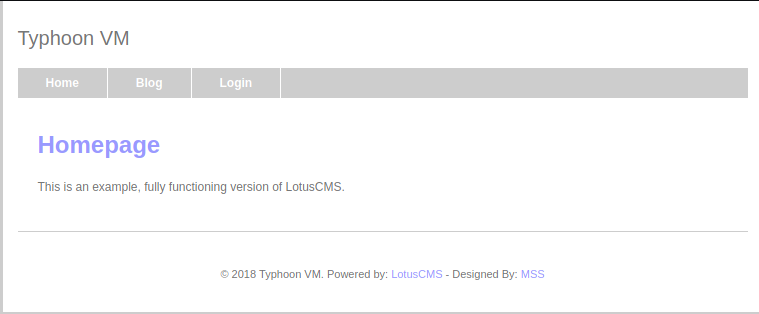 Typhoon VM
Home Blog Login
Homepage
This is an example, fully functioning version of LotusCMS.
© 2018 Typhoon VM. Powered by: LotusCMS - Designed By: MSS